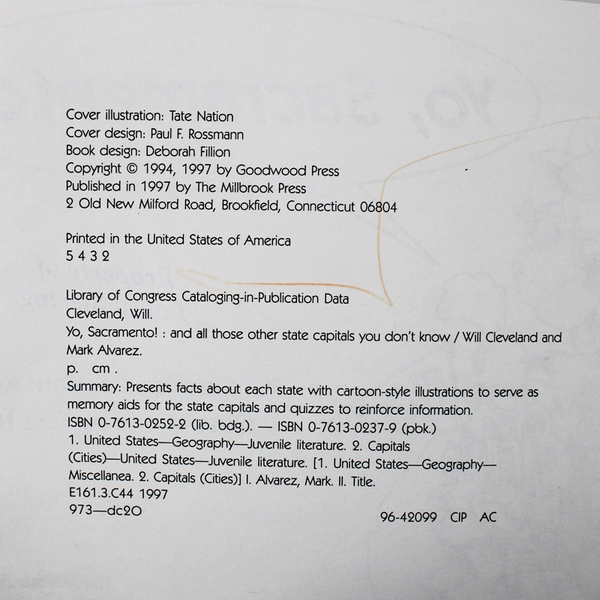 Cover illustration: Tate Nation
Cover design: Paul F. Rossmann
Book design: Deborah Fillion
Copyright © 1994, 1997 by Goodwood Press
Published in 1997 by The Millbrook Press
2 Old New Milford Road, Brookfield, Connecticut 06804
Printed in the United States of America
5 4 3 2
Library of Congress Cataloging-in-Publication Data
Cleveland, Will.
Yo, Sacramento! : and all those other state capitals you don't know / Will Cleveland and
Mark Alvarez.
p. cm .
Summary: Presents facts about each state with cartoon-style illustrations to serve as
memory aids for the state capitals and quizzes to reinforce information.
ISBN 0-7613-0252-2 (lib. bdg.). — ISBN 0-7613-0237-9 (pbk.)
1. United States—Geography—Juvenile literature. 2. Capitals
(Cities)—United States—Juvenile literature. [1. United States—Geography—
Miscellanea. 2. Capitals (Cities)] I. Alvarez, Mark. II. Title.
E161.3.C44 1997
973—dc20
96-42099 CIP AC